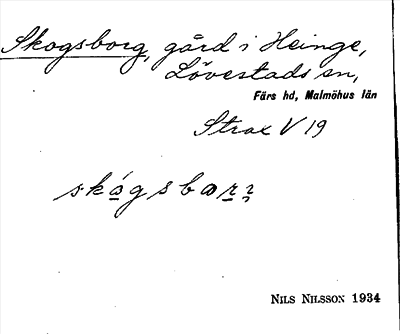 Skogsborg, gård i Heinge,
Lövestads sn,
Färs hd, Malmöhus län
Strax V 19
NILS NILSSON 1934